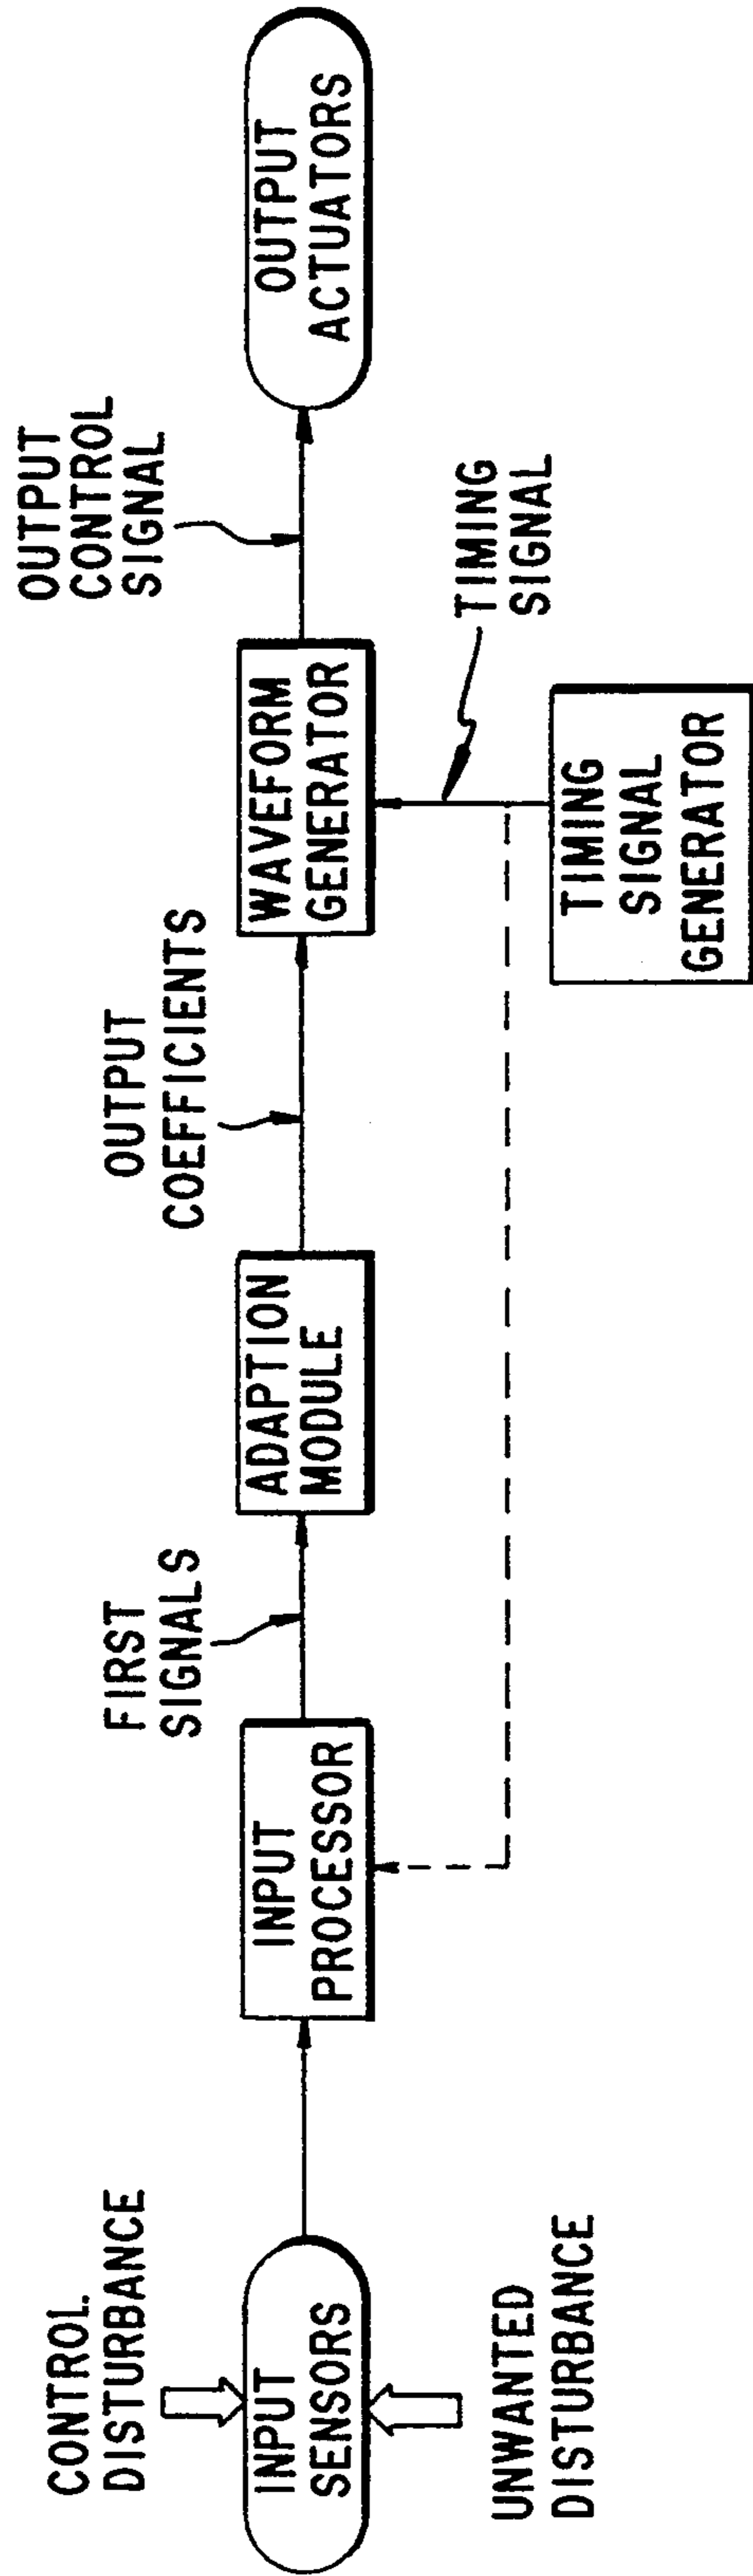 CONTROL.
DISTURBANCE
INPUT
SENSORS
UNWANTED
DISTURBANCE
INPUT
PROCESSOR
FIRST
SIGNALS
ADAPTION
MODULE
OUTPUT
COEFFICIENTS
WAVEFORM
GENERATOR
TIMING
SIGNAL
TIMING
SIGNAL
GENERATOR
OUTPUT
CONTROL
SIGNAL
OUTPUT
ACTUATORS